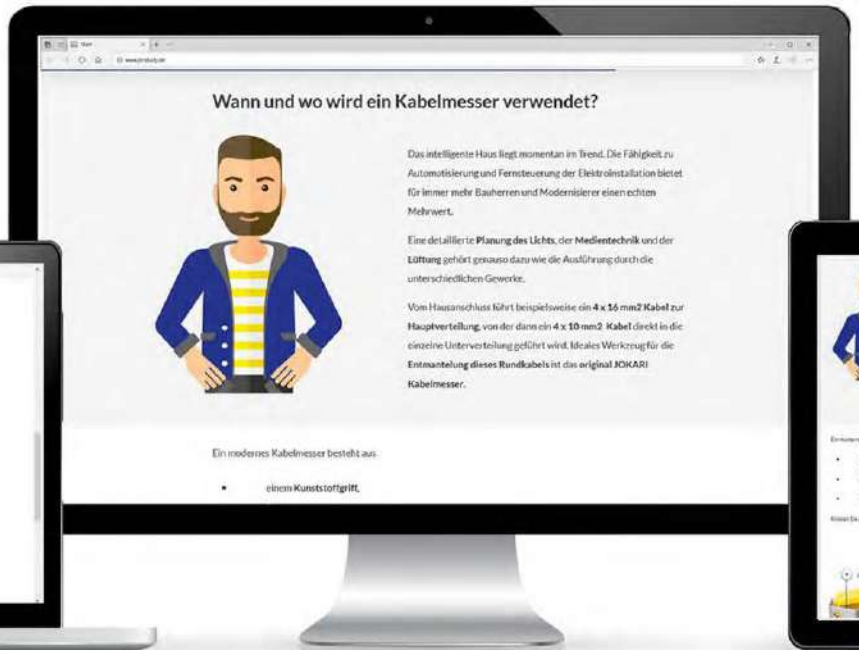 Start
Wann und wo wird ein Kabelmesser verwendet?
Das intelligente Haus liegt momentan im Trend. Die Fähigkeit zu
Automatisierung und Fernsteuerung der Elektroinstallation bietet
für immer mehr Bauherren und Modernisierer einen echten
Mehrwert.
Eine detaillierte Planung des Lichts, der Medientechnik und der
Lüftung gehört genauso dazu wie die Ausführung durch die
unterschiedlichen Gewerke.
Vom Hausanschluss führt beispielsweise ein 4 x 16 mm2 Kabel zur
Hauptverteilung, von der dann ein 4 x 10 mm2 Kabel direkt in die
einzelne Unterverteilung geführt wird. Ideales Werkzeug für die
Entmantelung dieses Rundkabels ist das original JOKARI
Kabelmesser.
Ein modernes Kabelmesser besteht aus
• einem Kunststoffgriff,